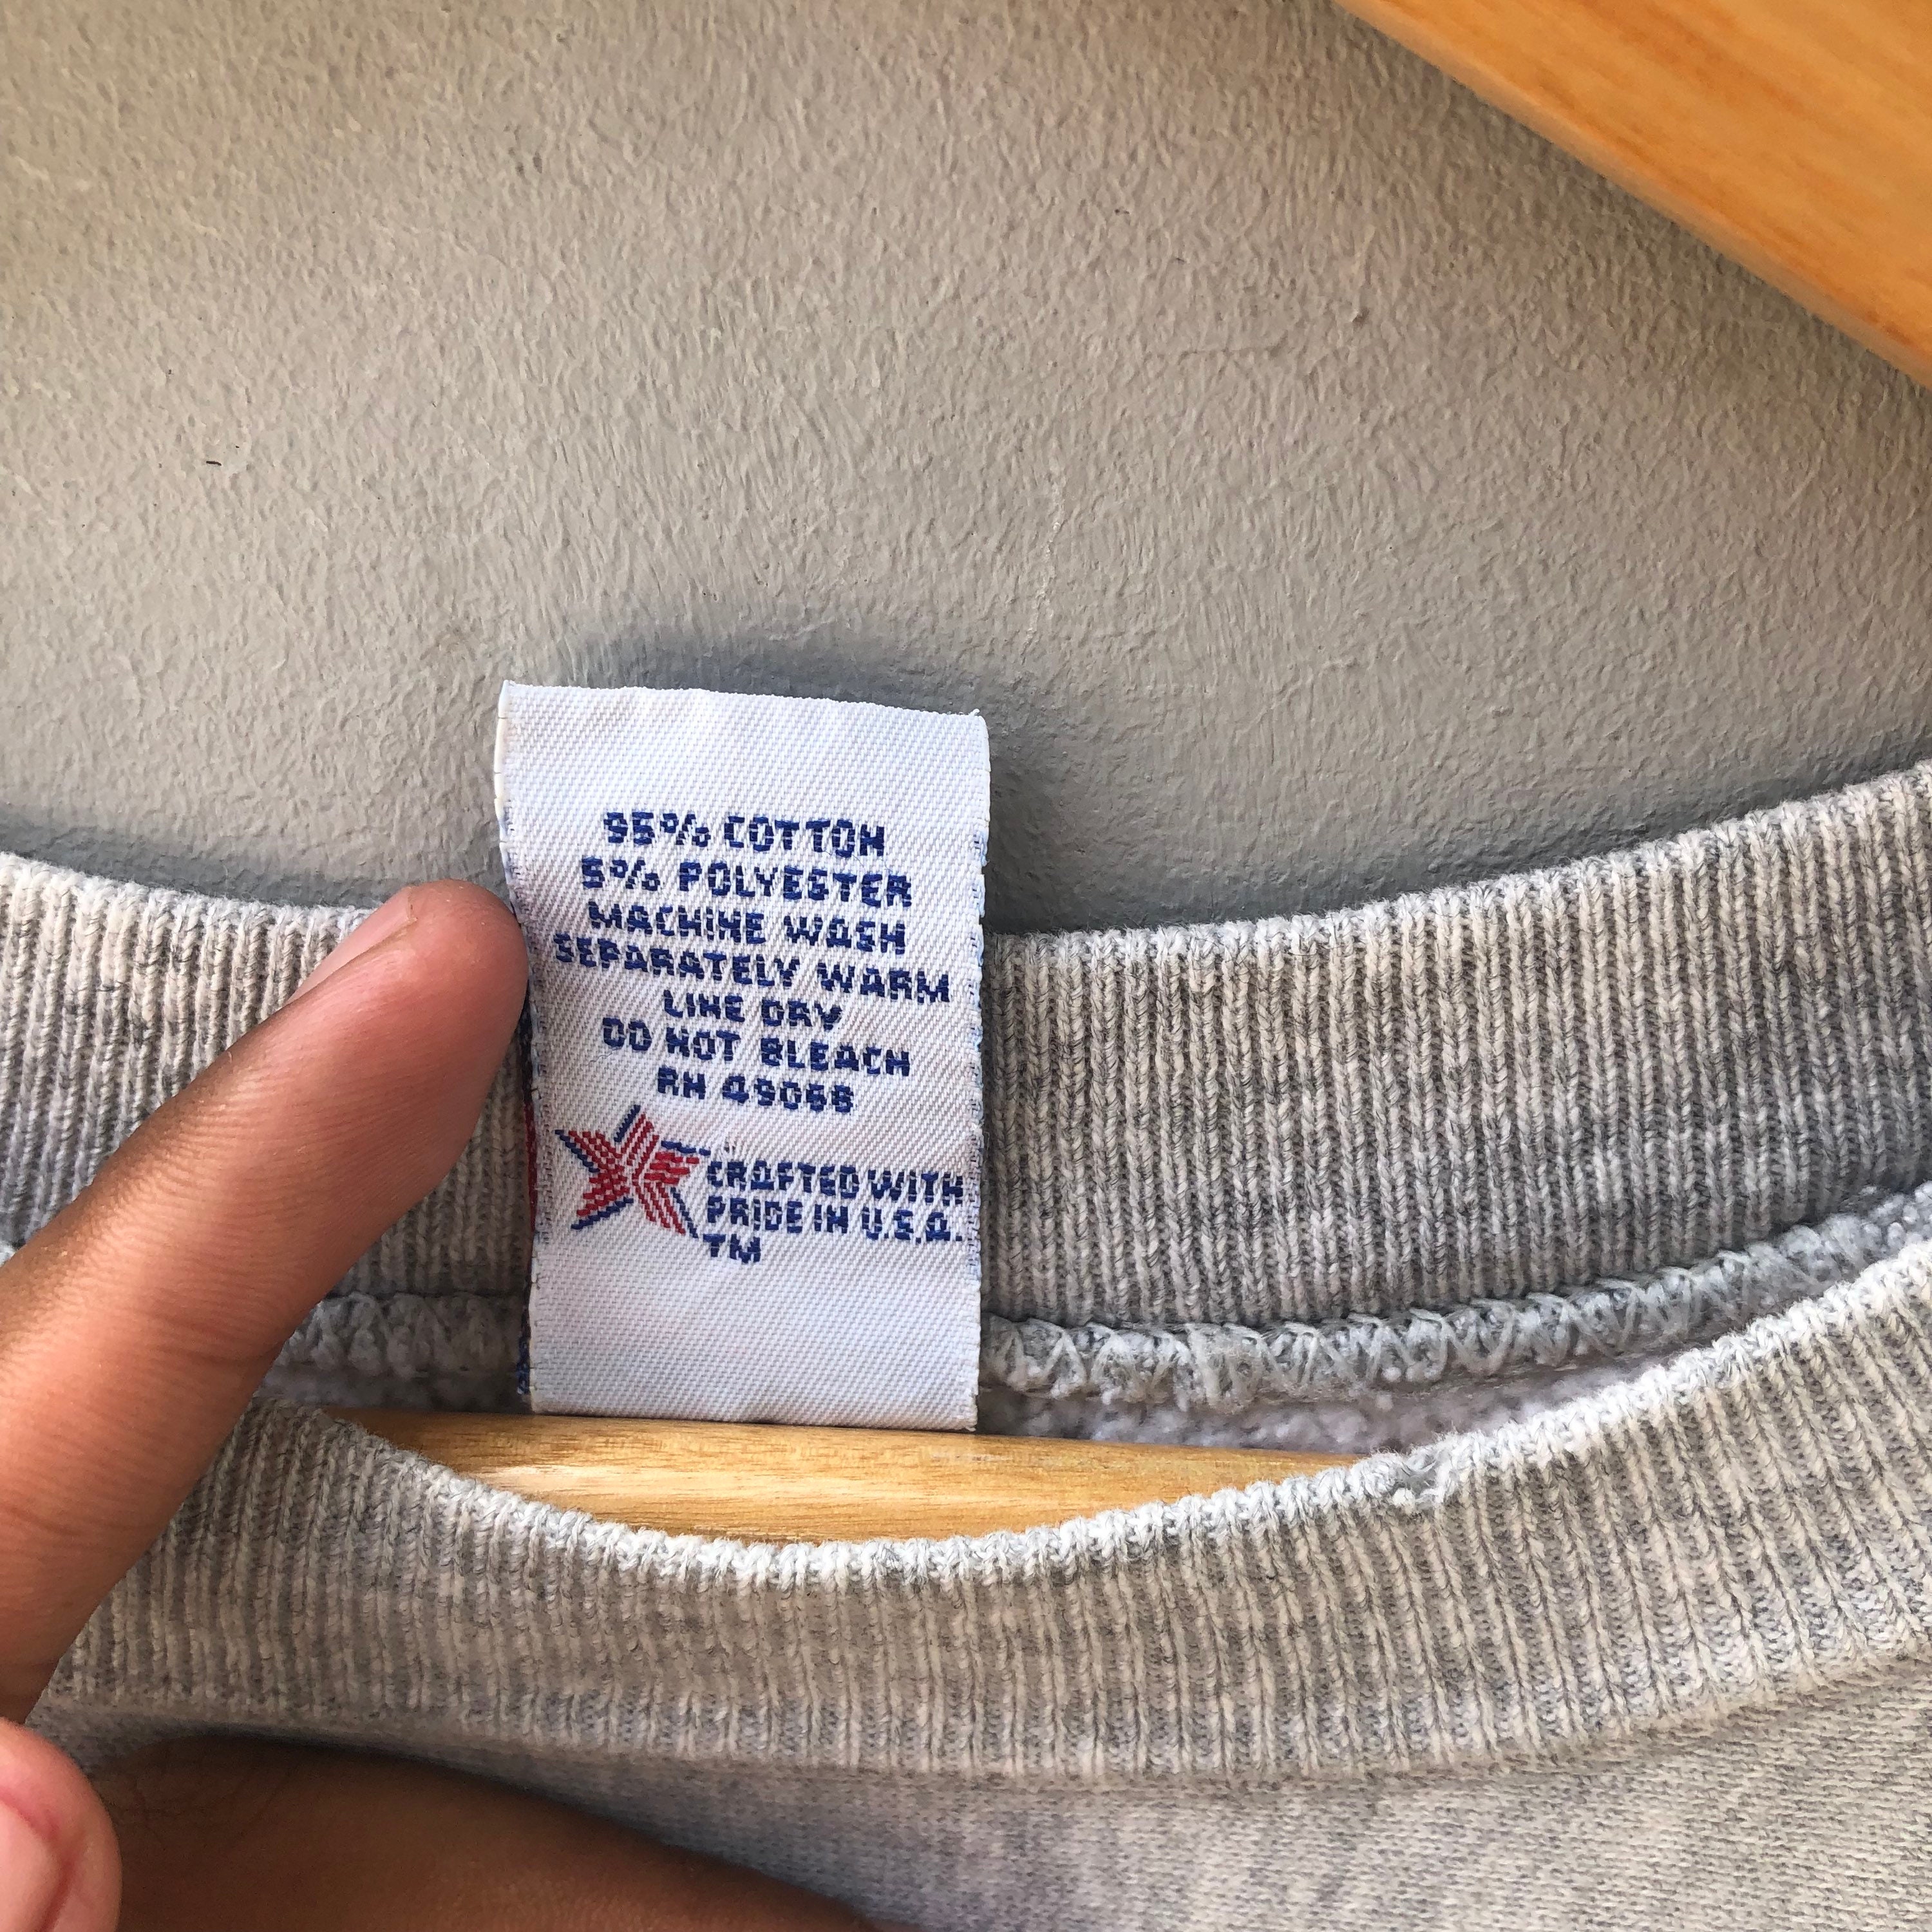 95% COTTON
5% POLYESTER
MACHINE WASH
SEPARATELY WARM
LINE DRY
DO NOT BLEACH
RN 49066
CRAFTED WITH
PRIDE IN U.S.A.
TM